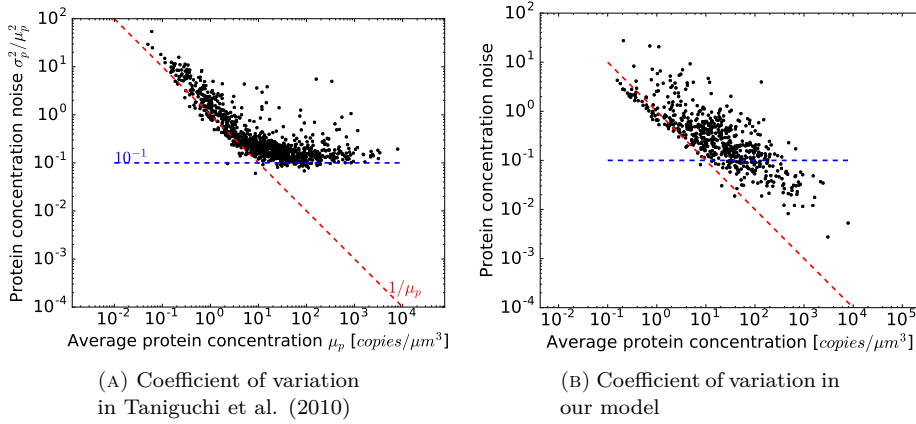 10^2
10^1
10^0
10^-1
10^-2
10^-3
10^-4
Protein concentration noise σ_p^2/μ_p^2
10^-1
1/μ_p
10^-2 10^-1 10^0 10^1 10^2 10^3 10^4
Average protein concentration μ_p [copies/μm^3]
(A) Coefficient of variation
in Taniguchi et al. (2010)
10^2
10^1
10^0
10^-1
10^-2
10^-3
10^-4
Protein concentration noise
10^-1 10^0 10^1 10^2 10^3 10^4 10^5
Average protein concentration [copies/μm^3]
(B) Coefficient of variation in
our model